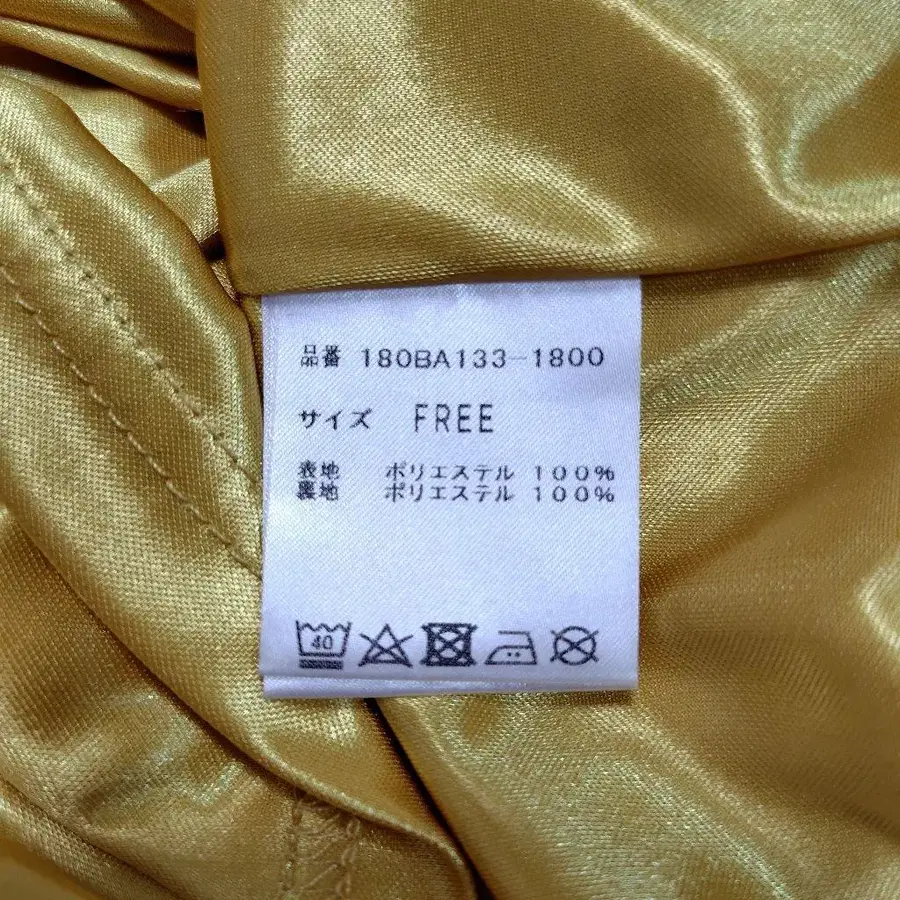 品番 180BA133-1800
サイズ FREE
表地 ポリエステル 100%
裏地 ポリエステル 100%
40